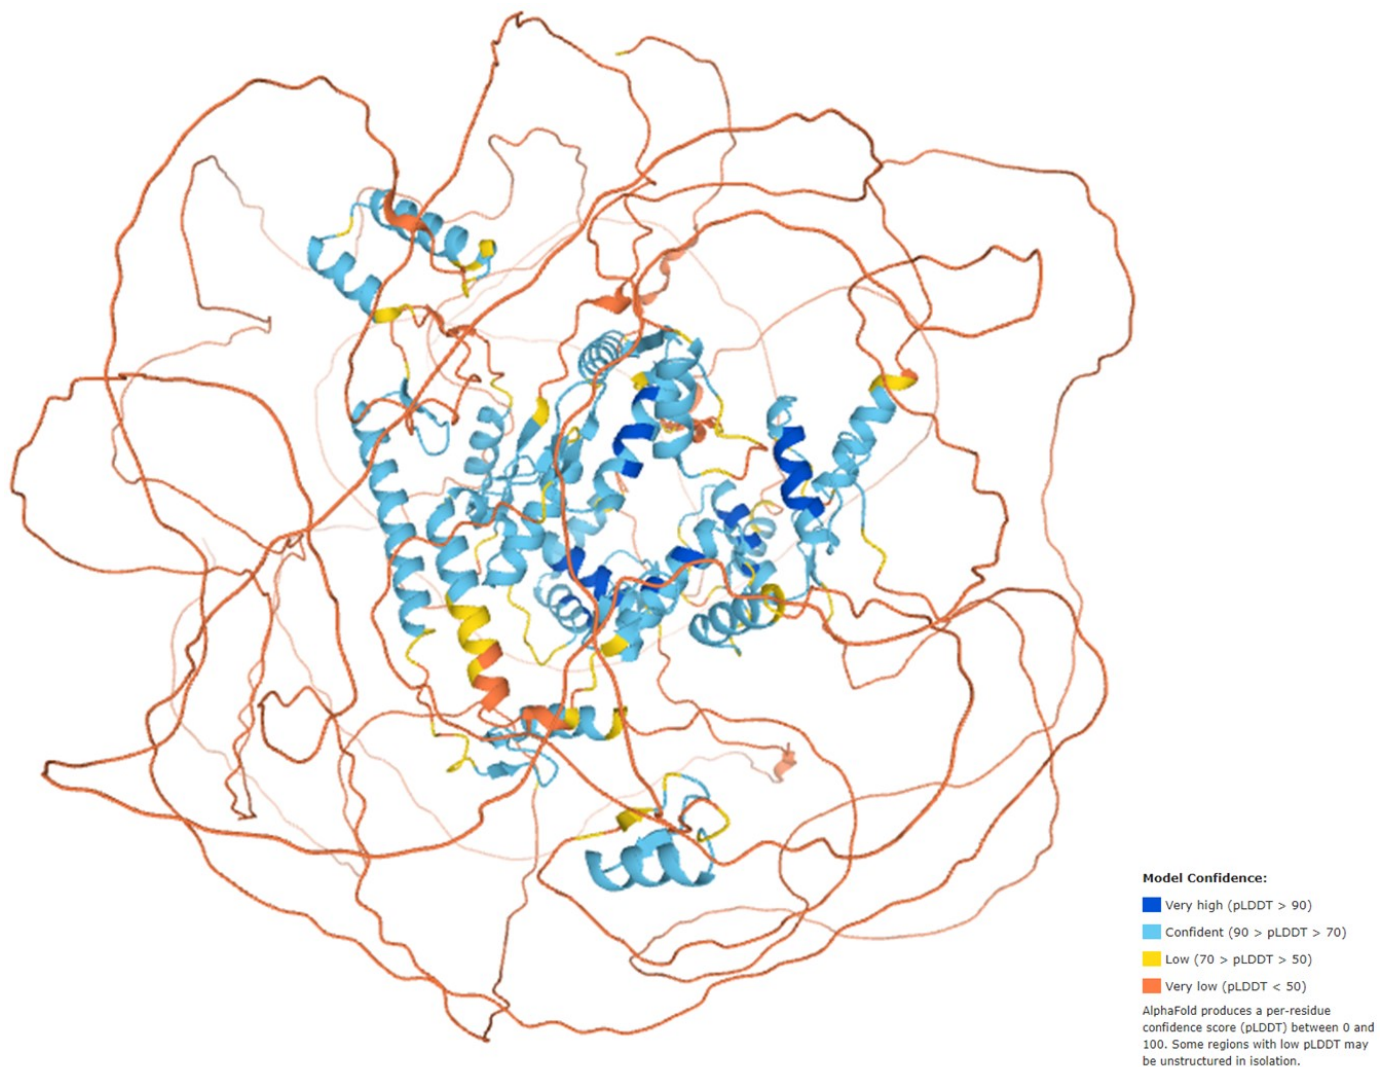 Model Confidence:
Very high (pLDDT > 90)
Confident (90 > pLDDT > 70)
Low (70 > pLDDT > 50)
Very low (pLDDT < 50)
AlphaFold produces a per-residue
confidence score (pLDDT) between 0 and
100. Some regions with low pLDDT may
be unstructured in isolation.